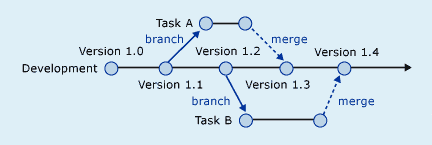 Task A
branch
merge
Version 1.0
Version 1.2
Version 1.4
Development
Version 1.1
Version 1.3
branch
merge
Task B